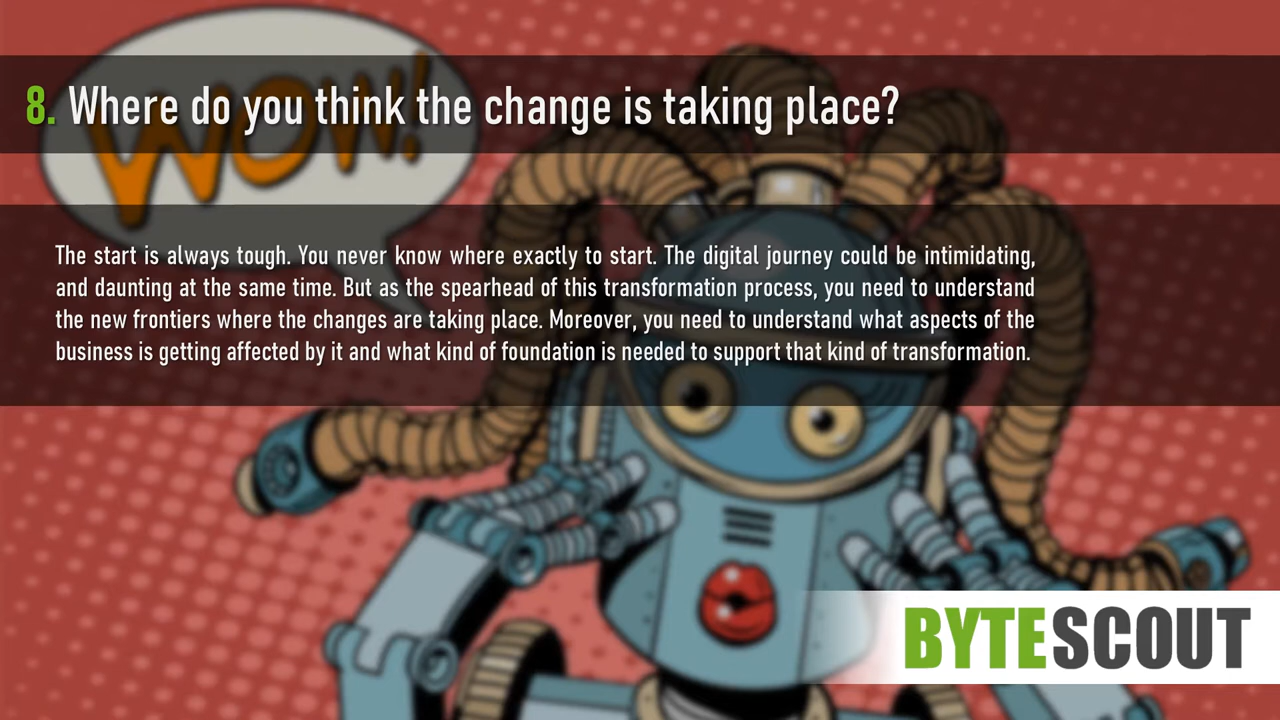 WOW!
8. Where do you think the change is taking place?
The start is always tough. You never know where exactly to start. The digital journey could be intimidating,
and daunting at the same time. But as the spearhead of this transformation process, you need to understand
the new frontiers where the changes are taking place. Moreover, you need to understand what aspects of the
business is getting affected by it and what kind of foundation is needed to support that kind of transformation.
BYTESCOUT